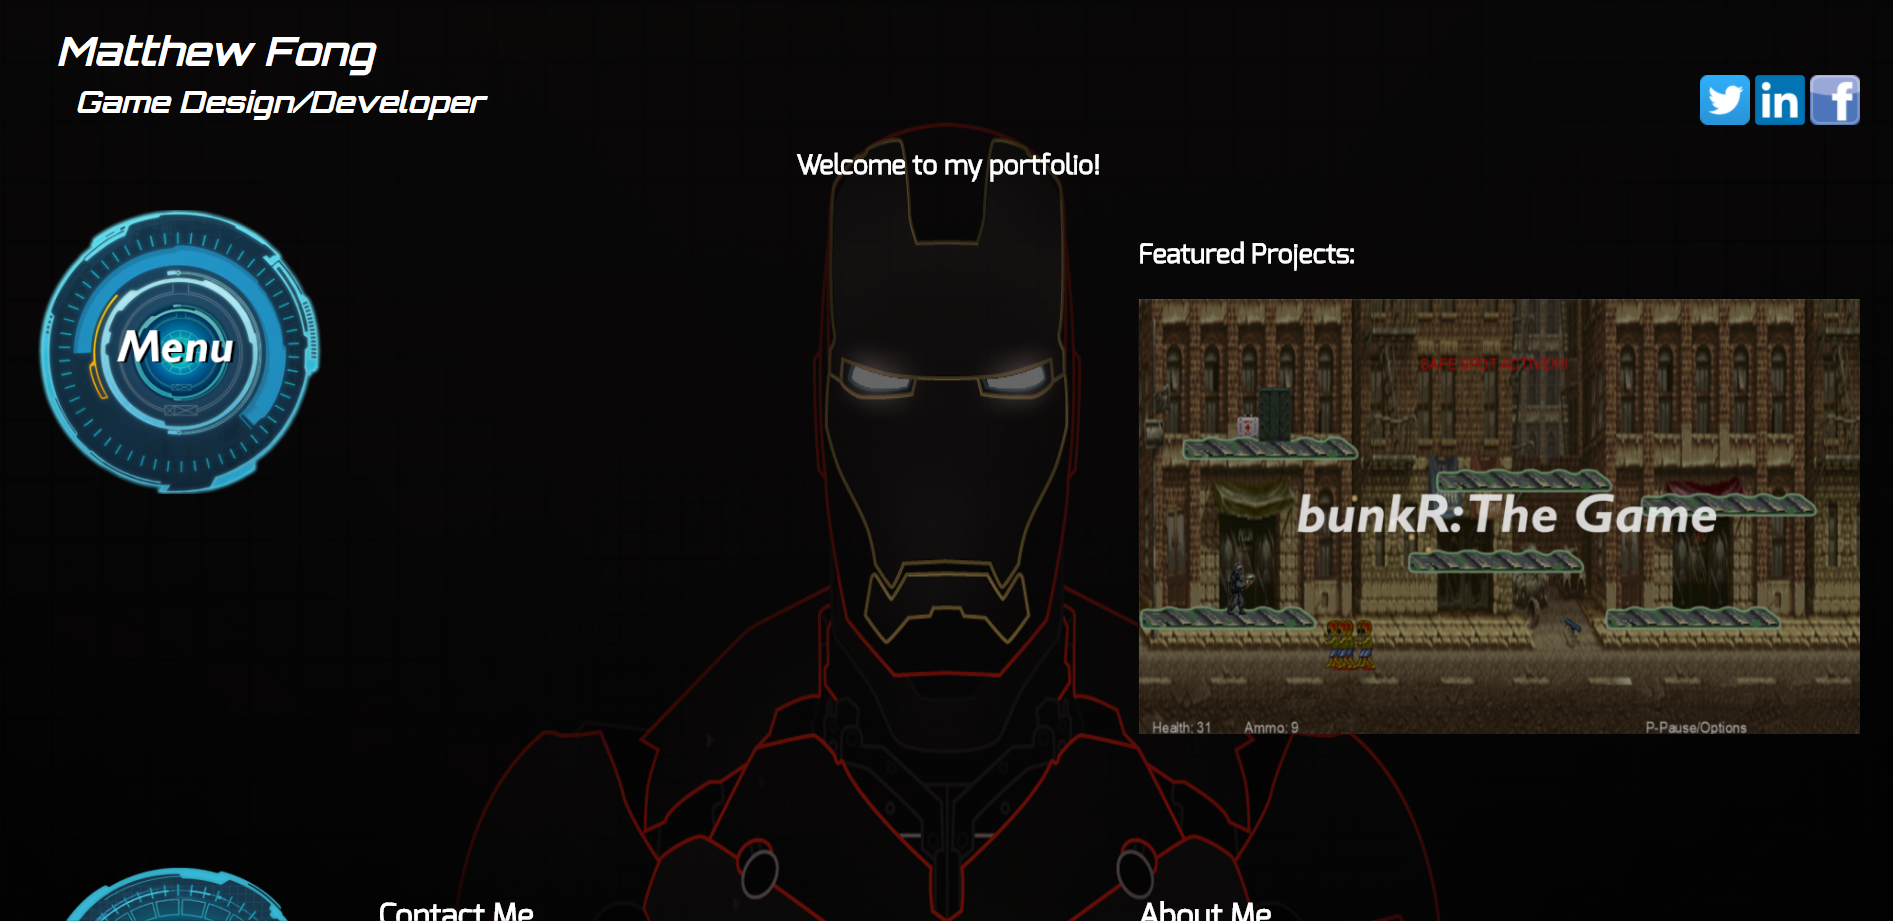 Matthew Fong
Game Design/Developer
Welcome to my portfolio!
Menu
Featured Projects:
SAFE SPOT ACTIVE!!!!
bunkR: The Game
Health: 31
Ammo: 9
P-Pause/Options
Contact Me
About Me